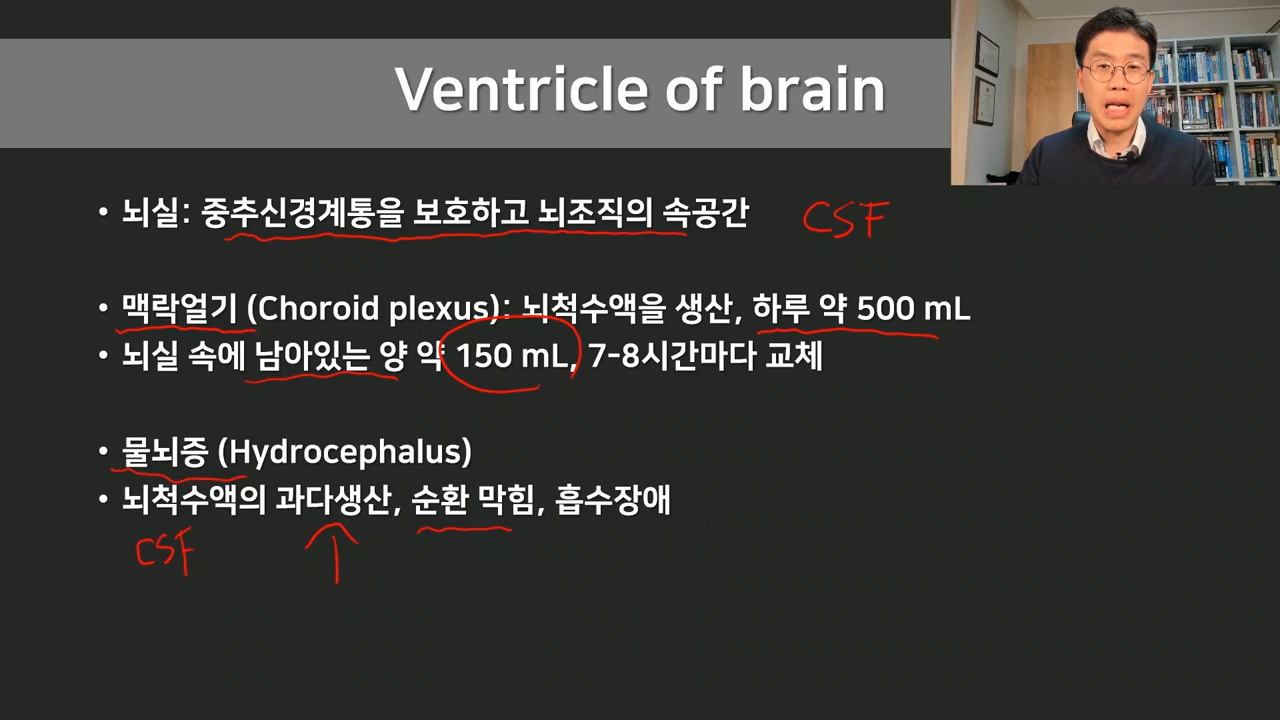 Ventricle of brain
• 뇌실: 중추신경계통을 보호하고 뇌조직의 속공간 CSF
• 맥락얼기 (Choroid plexus): 뇌척수액을 생산, 하루 약 500 mL
• 뇌실 속에 남아있는 양 약 150 mL, 7-8시간마다 교체
• 물뇌증 (Hydrocephalus)
• 뇌척수액의 과다생산, 순환 막힘, 흡수장애
CSF ↑